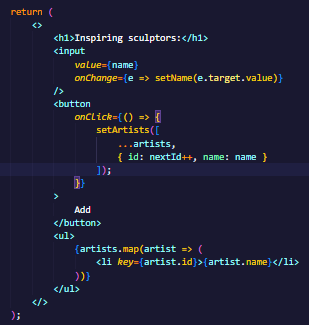 return (
<>
<h1>Inspiring sculptors:</h1>
<input
value={name}
onChange={e => setName(e.target.value)}
/>
<button
onClick={() => {
setArtists([
...artists,
{ id: nextId++, name: name }
]);
}}
>
Add
</button>
<ul>
{artists.map(artist => (
<li key={artist.id}>{artist.name}</li>
))}
</ul>
</>
);